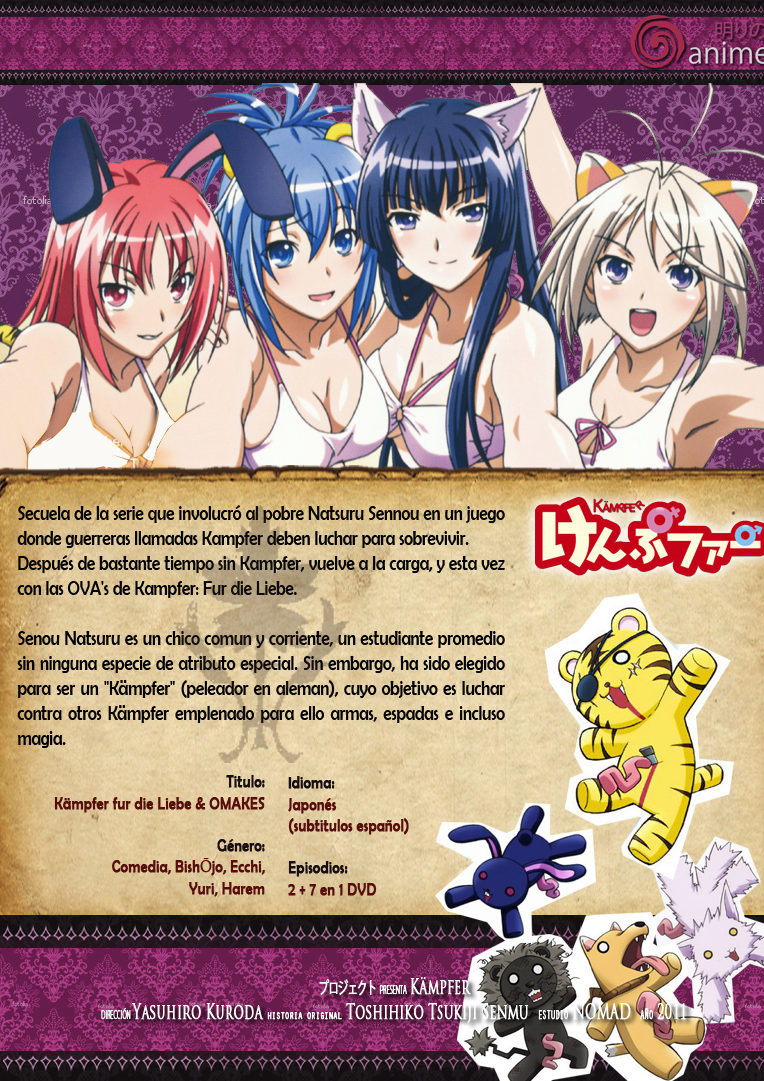 明りの
anime
fotolia
Secuela de la serie que involucró al pobre Natsuru Sennou en un juego
donde guerreras llamadas Kampfer deben luchar para sobrevivir.
Después de bastante tiempo sin Kampfer, vuelve a la carga, y esta vez
con las OVA's de Kampfer: Fur die Liebe.
Senou Natsuru es un chico comun y corriente, un estudiante promedio
sin ninguna especie de atributo especial. Sin embargo, ha sido elegido
para ser un "Kämpfer" (peleador en aleman), cuyo objetivo es luchar
contra otros Kämpfer emplenado para ello armas, espadas e incluso
magia.
KÄMPFER
けんぷファー
Titulo:
Kämpfer fur die Liebe & OMAKES
Género:
Comedia, BishŌjo, Ecchi,
Yuri, Harem
Idioma:
Japonés
(subtitulos español)
Episodios:
2 + 7 en 1 DVD
プロジェクト PRESENTA KÄMPFER
DIRECCIÓN YASUHIRO KURODA HISTORIA ORIGINAL TOSHIHIKO TSUKIJI SENMU ESTUDIO NOMAD AÑO 2011